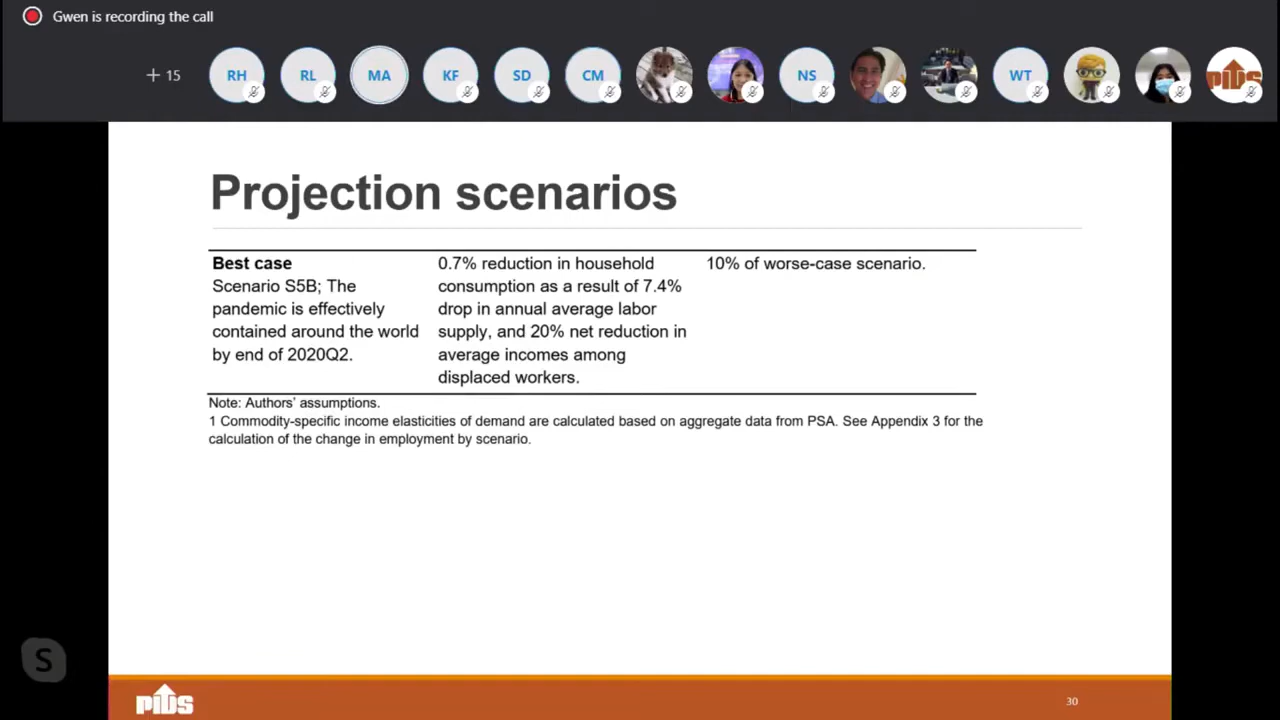 Gwen is recording the call
+ 15
RH
RL
MA
KF
SD
CM
NS
WT
PIDS
Projection scenarios
Best case
Scenario S5B; The
pandemic is effectively
contained around the world
by end of 2020Q2.
0.7% reduction in household
consumption as a result of 7.4%
drop in annual average labor
supply, and 20% net reduction in
average incomes among
displaced workers.
10% of worse-case scenario.
Note: Authors' assumptions.
1 Commodity-specific income elasticities of demand are calculated based on aggregate data from PSA. See Appendix 3 for the
calculation of the change in employment by scenario.
S
PIDS
30